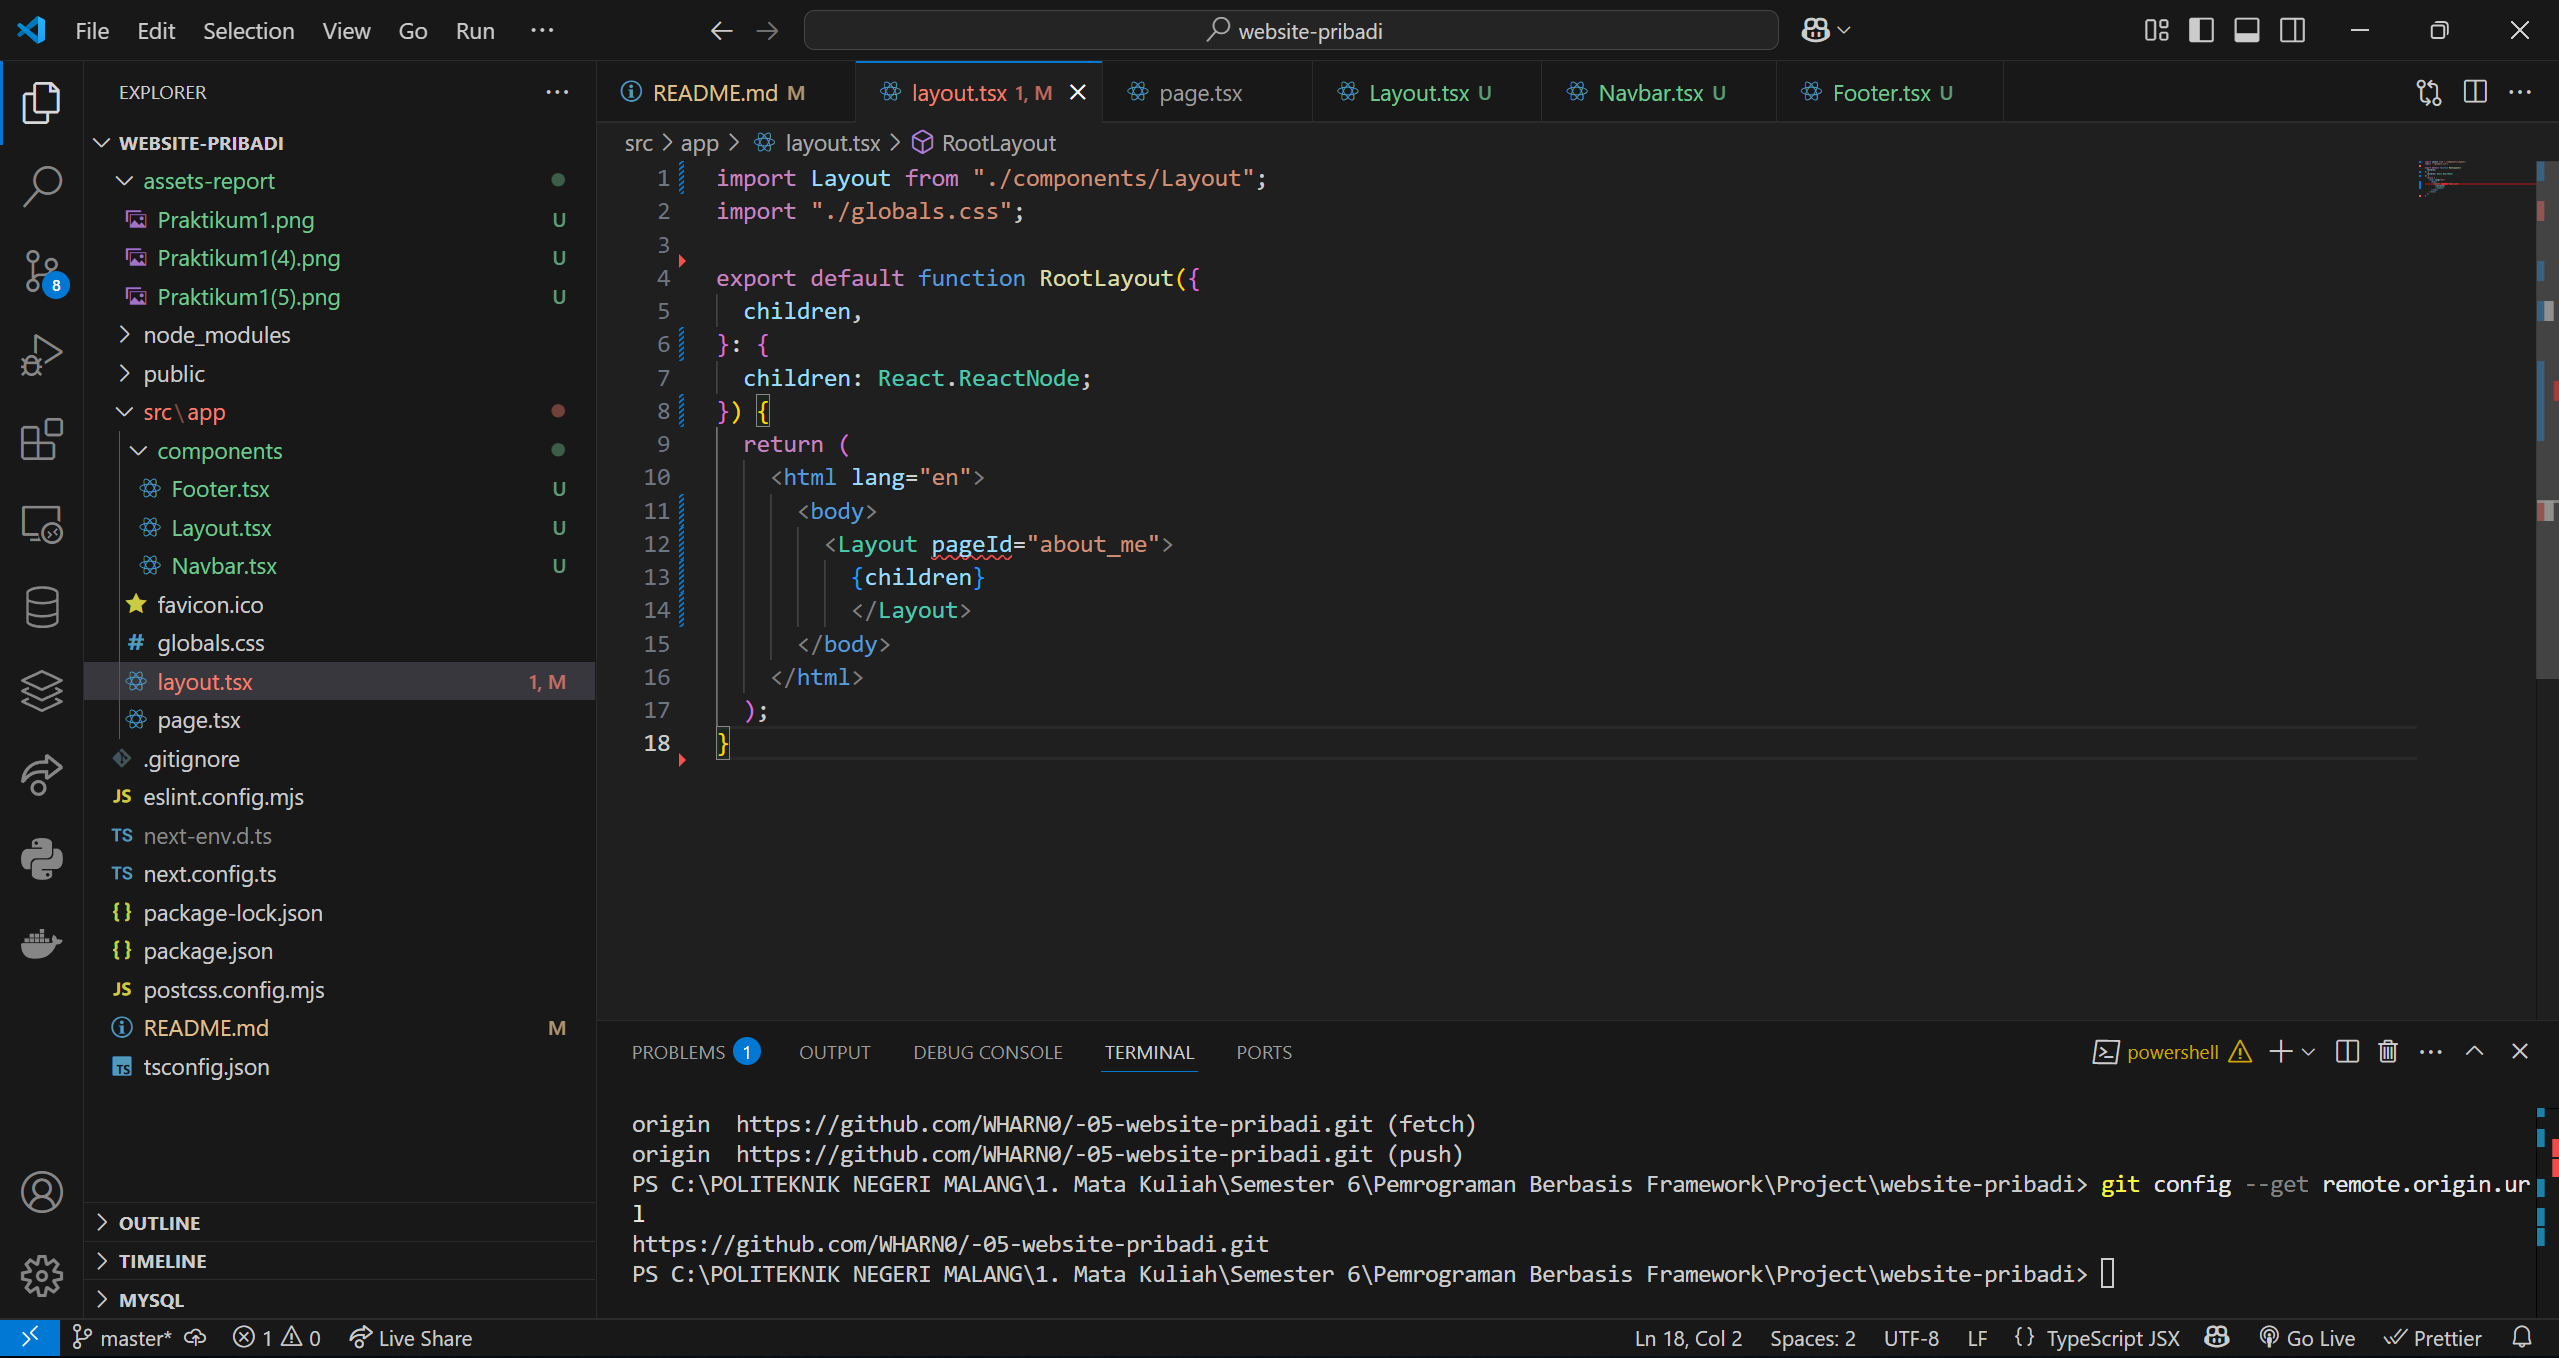 File Edit Selection View Go Run ···
website-pribadi
EXPLORER
WEBSITE-PRIBADI
assets-report
Praktikum1.png U
Praktikum1(4).png U
Praktikum1(5).png U
node_modules
public
src\app
components
Footer.tsx U
Layout.tsx U
Navbar.tsx U
favicon.ico
globals.css
layout.tsx 1, M
page.tsx
.gitignore
eslint.config.mjs
next-env.d.ts
next.config.ts
package-lock.json
package.json
postcss.config.mjs
README.md M
tsconfig.json
OUTLINE
TIMELINE
MYSQL
8
README.md M
layout.tsx 1, M
page.tsx
Layout.tsx U
Navbar.tsx U
Footer.tsx U
src > app > layout.tsx > RootLayout
1 import Layout from "./components/Layout";
2 import "./globals.css";
3
4 export default function RootLayout({
5 children,
6 }: {
7 children: React.ReactNode;
8 }) {
9 return (
10 <html lang="en">
11 <body>
12 <Layout pageId="about_me">
13 {children}
14 </Layout>
15 </body>
16 </html>
17 );
18 }
PROBLEMS 1 OUTPUT DEBUG CONSOLE TERMINAL PORTS
powershell
origin https://github.com/WHARN0/-05-website-pribadi.git (fetch)
origin https://github.com/WHARN0/-05-website-pribadi.git (push)
PS C:\POLITEKNIK NEGERI MALANG\1. Mata Kuliah\Semester 6\Pemrograman Berbasis Framework\Project\website-pribadi> git config --get remote.origin.ur
l
https://github.com/WHARN0/-05-website-pribadi.git
PS C:\POLITEKNIK NEGERI MALANG\1. Mata Kuliah\Semester 6\Pemrograman Berbasis Framework\Project\website-pribadi>
master* 1 0 Live Share
Ln 18, Col 2 Spaces: 2 UTF-8 LF {} TypeScript JSX Go Live Prettier